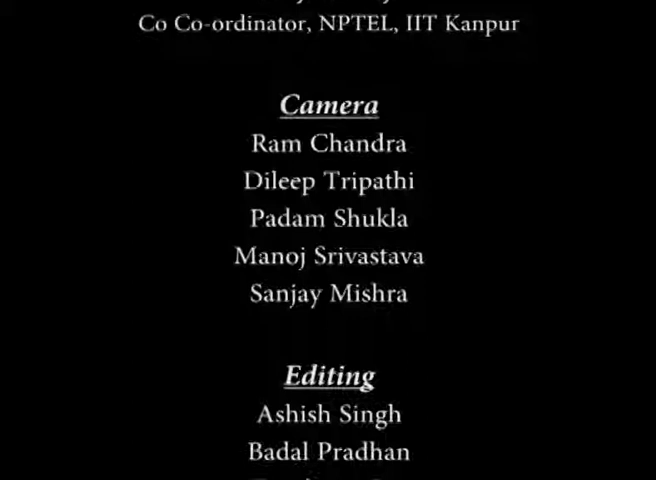 Co Co-ordinator, NPTEL, IIT Kanpur
Camera
Ram Chandra
Dileep Tripathi
Padam Shukla
Manoj Srivastava
Sanjay Mishra
Editing
Ashish Singh
Badal Pradhan